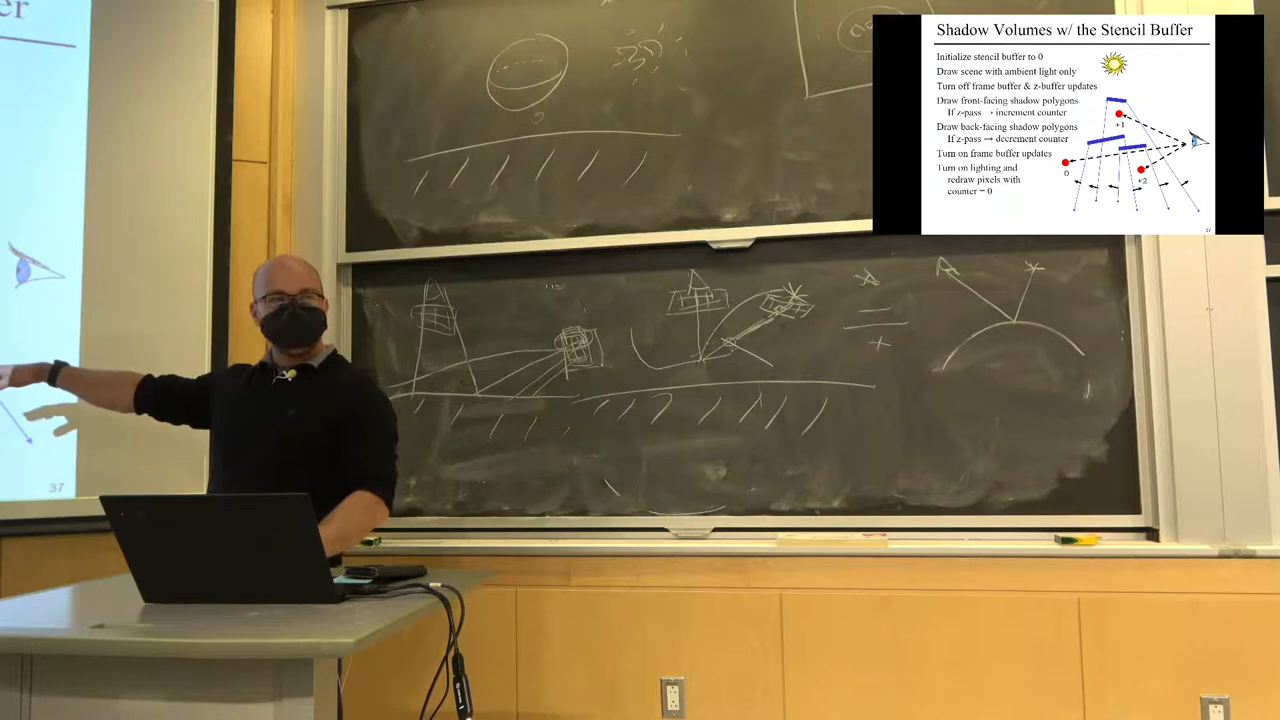 er
37
Shadow Volumes w/ the Stencil Buffer
Initialize stencil buffer to 0
Draw scene with ambient light only
Turn off frame buffer & z-buffer updates
Draw front-facing shadow polygons
If z-pass → increment counter
Draw back-facing shadow polygons
If z-pass → decrement counter
Turn on frame buffer updates
Turn on lighting and
redraw pixels with
counter = 0
+1
0
+2
37